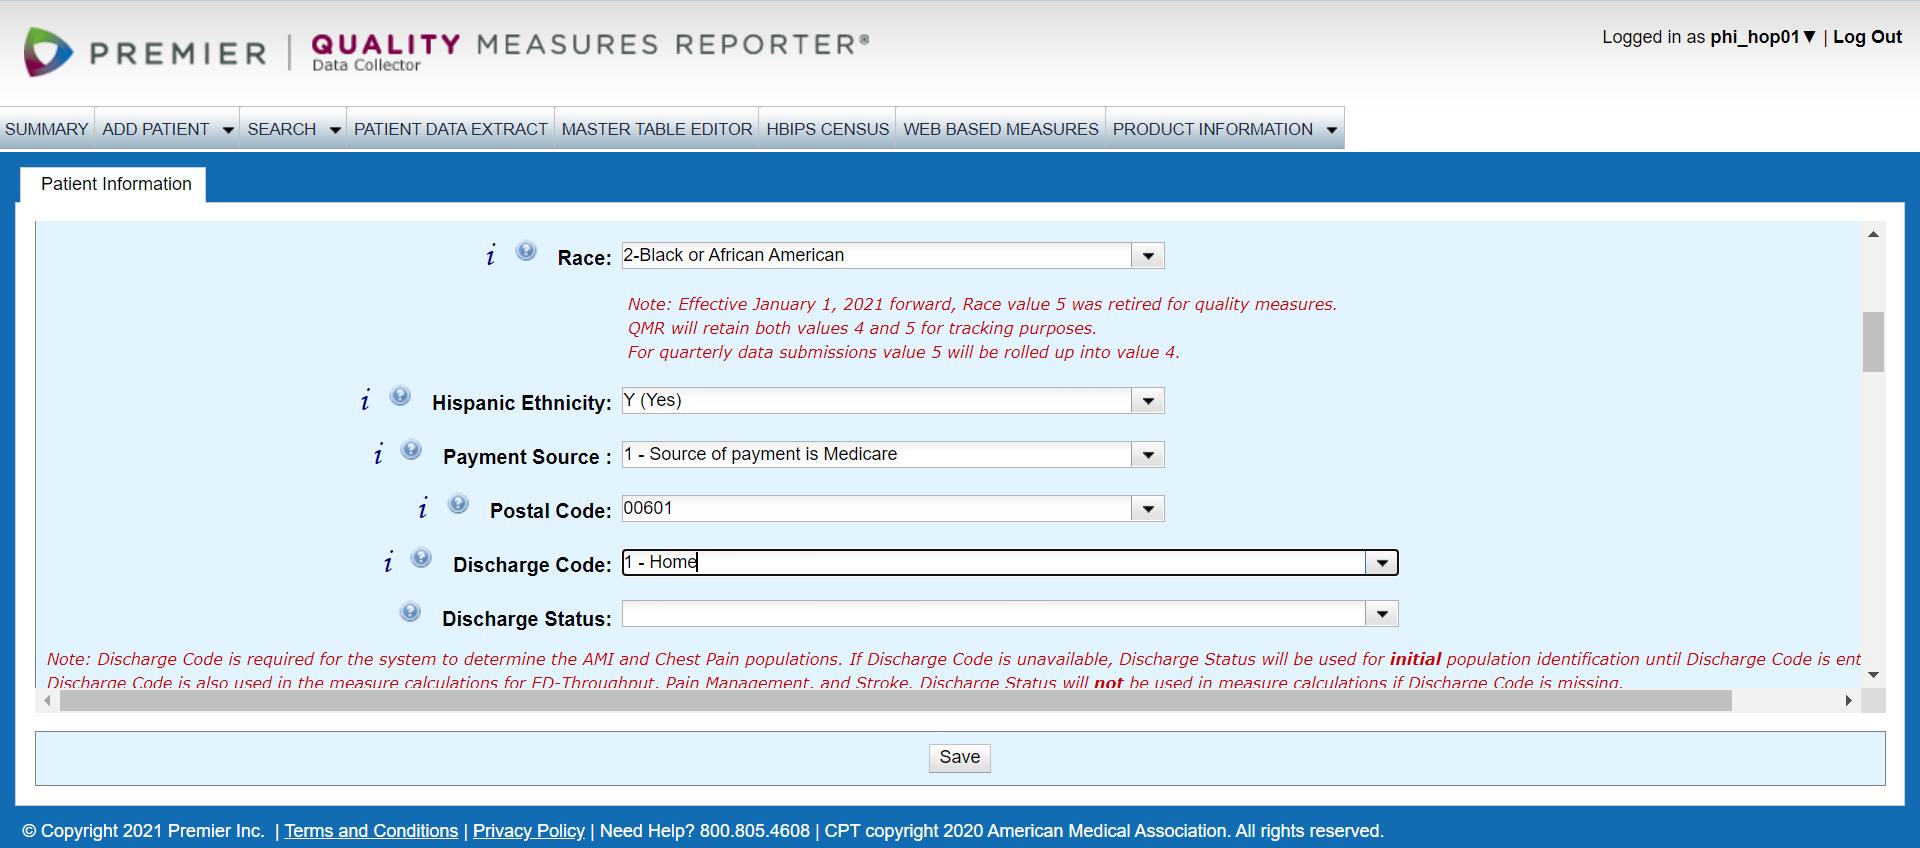 PREMIER | QUALITY MEASURES REPORTER®
Data Collector
Logged in as phi_hop01▼ | Log Out
SUMMARY ADD PATIENT SEARCH PATIENT DATA EXTRACT MASTER TABLE EDITOR HBIPS CENSUS WEB BASED MEASURES PRODUCT INFORMATION
Patient Information
i ? Race: 2-Black or African American
Note: Effective January 1, 2021 forward, Race value 5 was retired for quality measures.
QMR will retain both values 4 and 5 for tracking purposes.
For quarterly data submissions value 5 will be rolled up into value 4.
i ? Hispanic Ethnicity: Y (Yes)
i ? Payment Source : 1 - Source of payment is Medicare
i ? Postal Code: 00601
i ? Discharge Code: 1 - Home
? Discharge Status:
Note: Discharge Code is required for the system to determine the AMI and Chest Pain populations. If Discharge Code is unavailable, Discharge Status will be used for initial population identification until Discharge Code is ent
Discharge Code is also used in the measure calculations for ED-Throughput, Pain Management, and Stroke. Discharge Status will not be used in measure calculations if Discharge Code is missing.
Save
© Copyright 2021 Premier Inc. | Terms and Conditions | Privacy Policy | Need Help? 800.805.4608 | CPT copyright 2020 American Medical Association. All rights reserved.